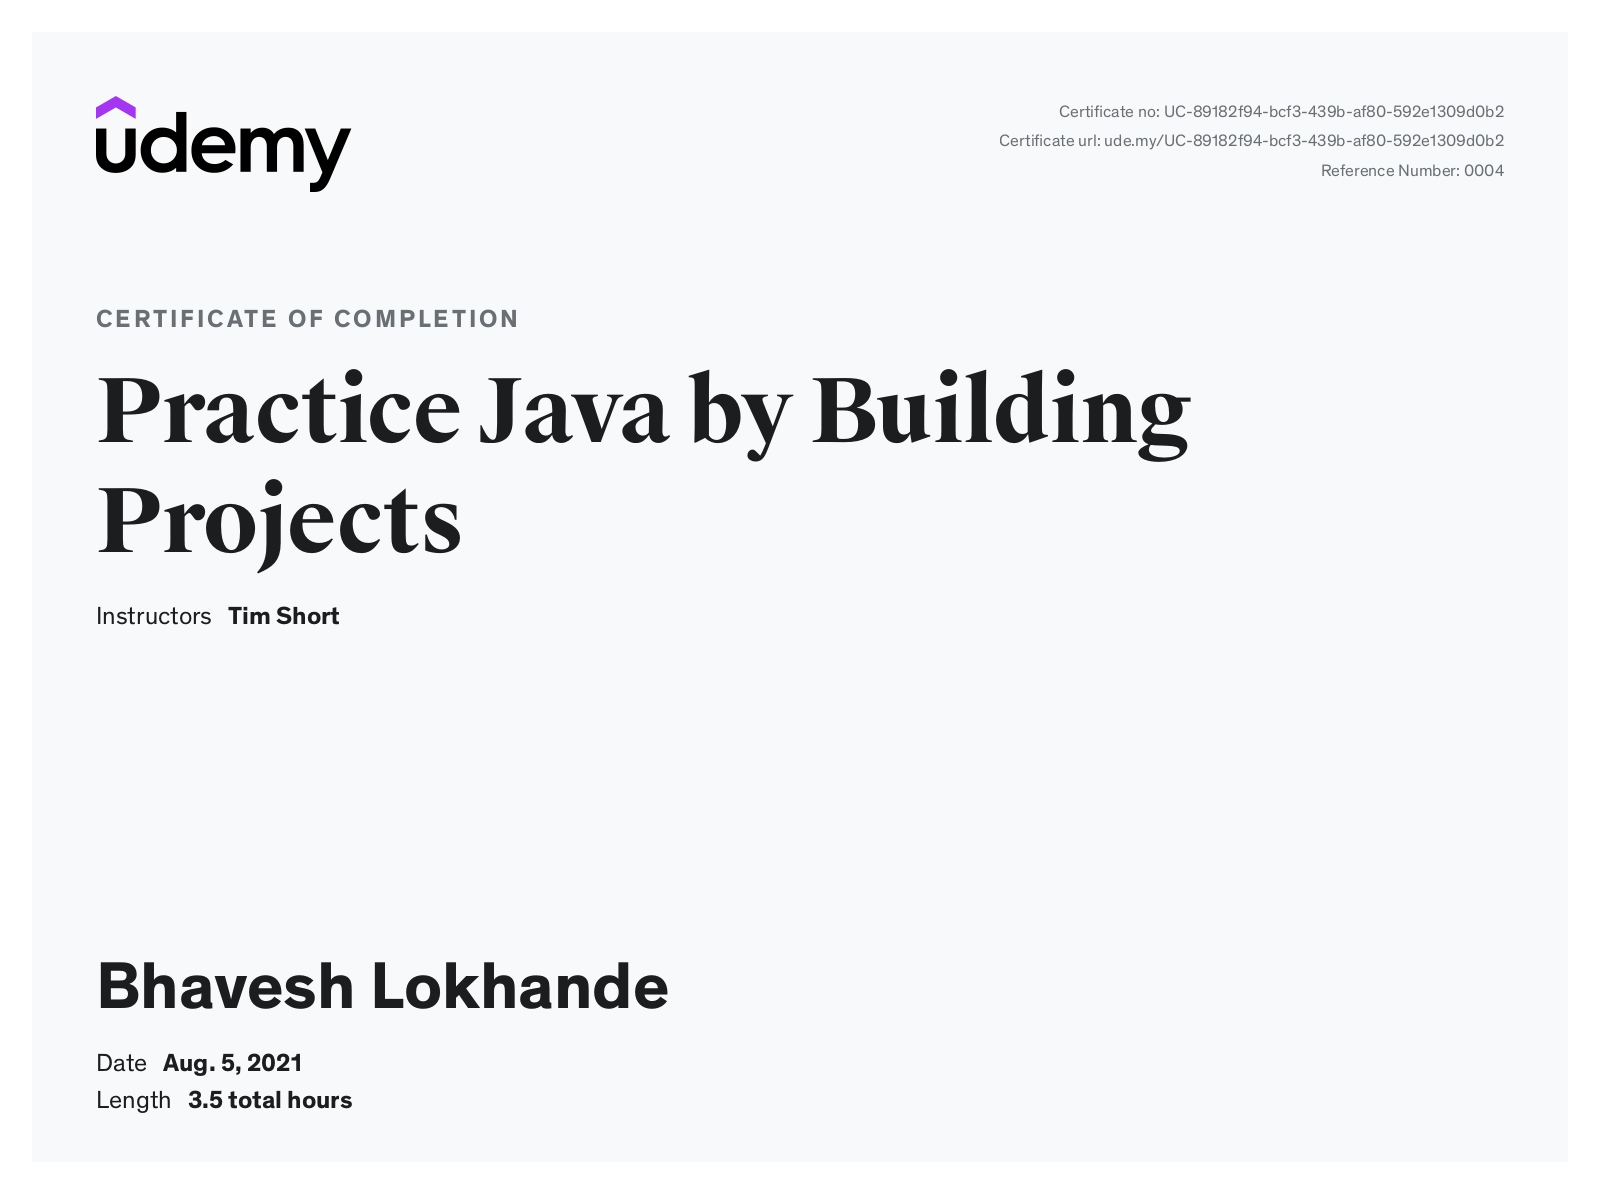 udemy
Certificate no: UC-89182f94-bcf3-439b-af80-592e1309d0b2
Certificate url: ude.my/UC-89182f94-bcf3-439b-af80-592e1309d0b2
Reference Number: 0004
CERTIFICATE OF COMPLETION
Practice Java by Building
Projects
Instructors Tim Short
Bhavesh Lokhande
Date Aug. 5, 2021
Length 3.5 total hours